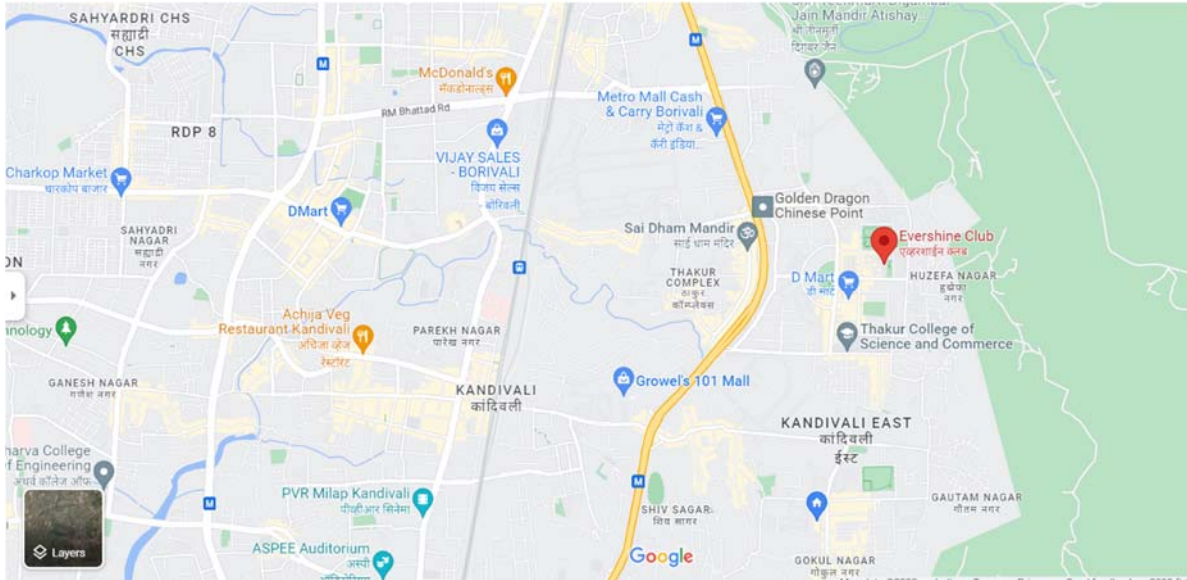 SAHYARDRI CHS
सह्याद्री
CHS
McDonald's
मॅकडोनाल्ड्स
RM Bhattad Rd
RDP 8
Charkop Market
चारकोप बाजार
VIJAY SALES
- BORIVALI
विजय सेल्स
- बोरिवली
Metro Mall Cash
& Carry Borivali
मेट्रो कॅश &
कॅरी इंडिया...
Jain Mandir Atishay
DMart
SAHYADRI
NAGAR
सह्याद्री
नगर
ON
Golden Dragon
Chinese Point
Sai Dham Mandir
साई धाम मंदिर
Evershine Club
एव्हरशाईन क्लब
THAKUR
COMPLEX
ठाकुर
कॉम्प्लेक्स
D Mart
डी मार्ट
HUZEFA NAGAR
हुझेफा
नगर
hnology
Achija Veg
Restaurant Kandivali
अचिजा व्हेज
रेस्टॉरंट
PAREKH NAGAR
पारेख नगर
Thakur College of
Science and Commerce
GANESH NAGAR
गणेश नगर
KANDIVALI
कांदिवली
Growel's 101 Mall
KANDIVALI EAST
कांदिवली
ईस्ट
harva College
of Engineering
अथर्व कॉलेज ऑफ
PVR Milap Kandivali
पीव्हीआर सिनेमा
SHIV SAGAR
शिव सागर
GAUTAM NAGAR
गौतम नगर
ASPEE Auditorium
अस्पी
Layers
Google
GOKUL NAGAR
गोकुल नगर